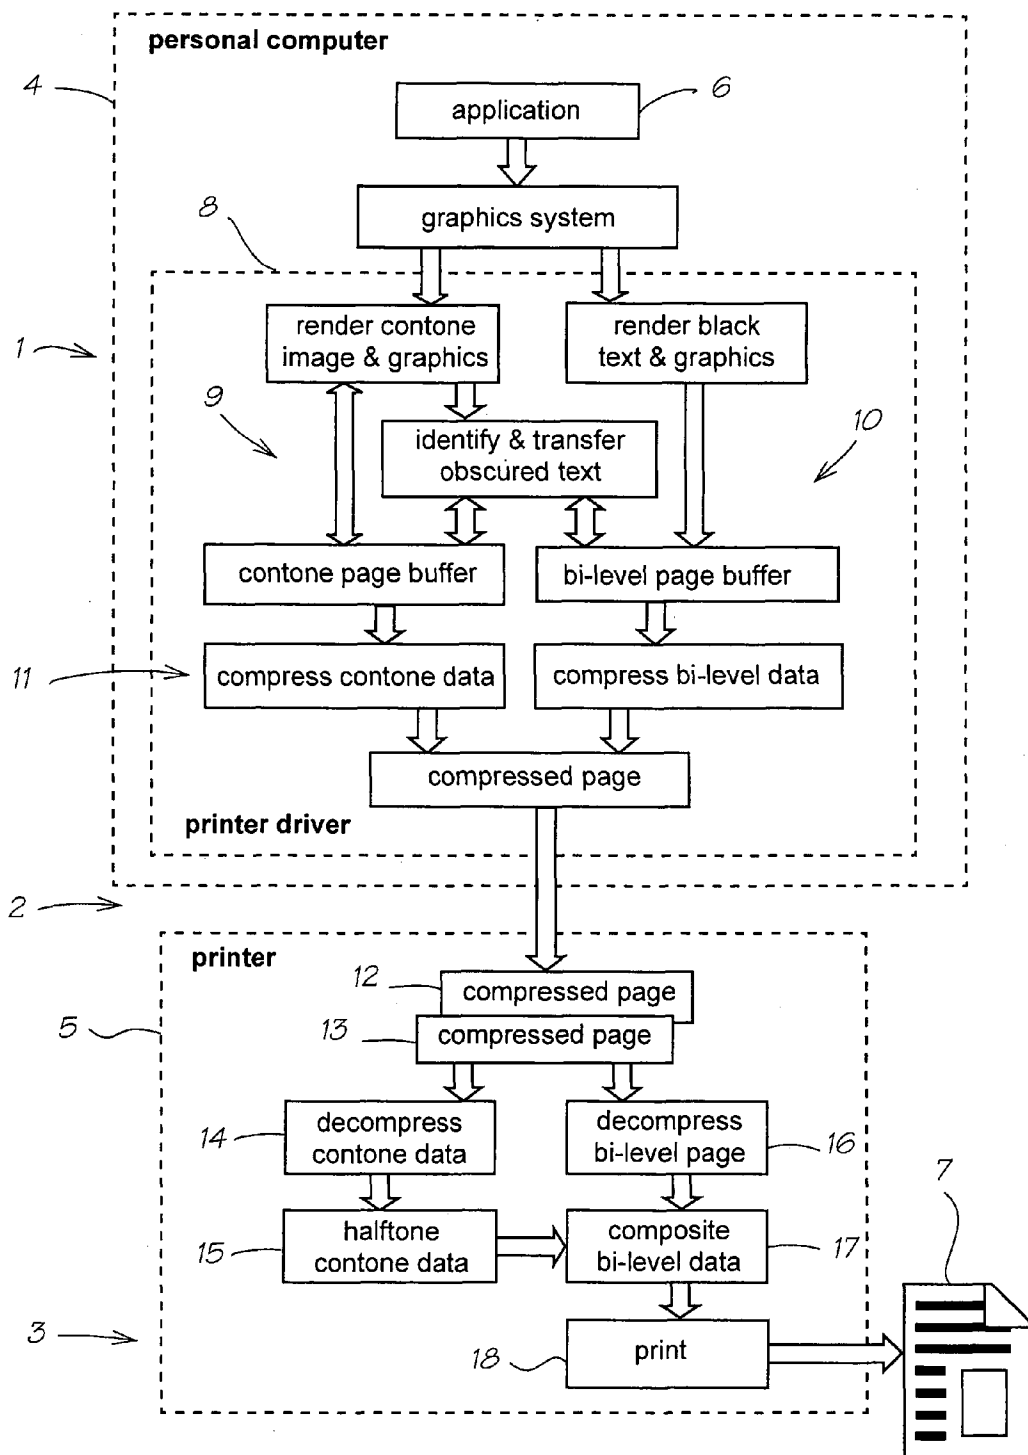 personal computer
4
6
application
graphics system
8
render contone
image & graphics
render black
text & graphics
1
9
identify & transfer
obscured text
10
contone page buffer
bi-level page buffer
11
compress contone data
compress bi-level data
compressed page
printer driver
2
printer
12
compressed page
5
13
compressed page
14
decompress
contone data
decompress
bi-level page
16
7
15
halftone
contone data
composite
bi-level data
17
3
18
print